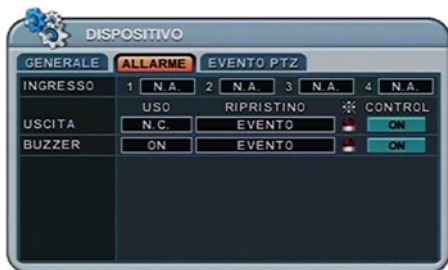 DISPOSITIVO
GENERALE ALLARME EVENTO PTZ
INGRESSO 1 N.A. 2 N.A. 3 N.A. 4 N.A.
USO RIPRISTINO CONTROL
USCITA N.C. EVENTO ON
BUZZER ON EVENTO ON